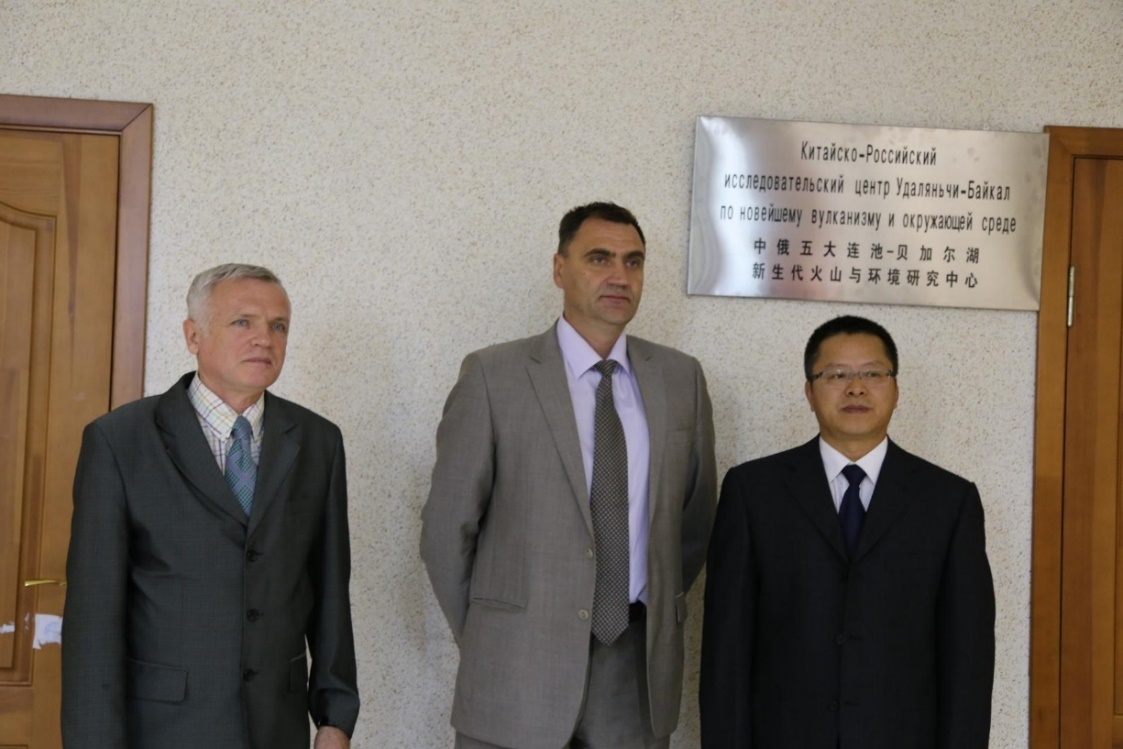 Китайско-Российский
исследовательский центр Удаляньчи-Байкал
по новейшему вулканизму и окружающей среде
中俄五大连池-贝加尔湖
新生代火山与环境研究中心